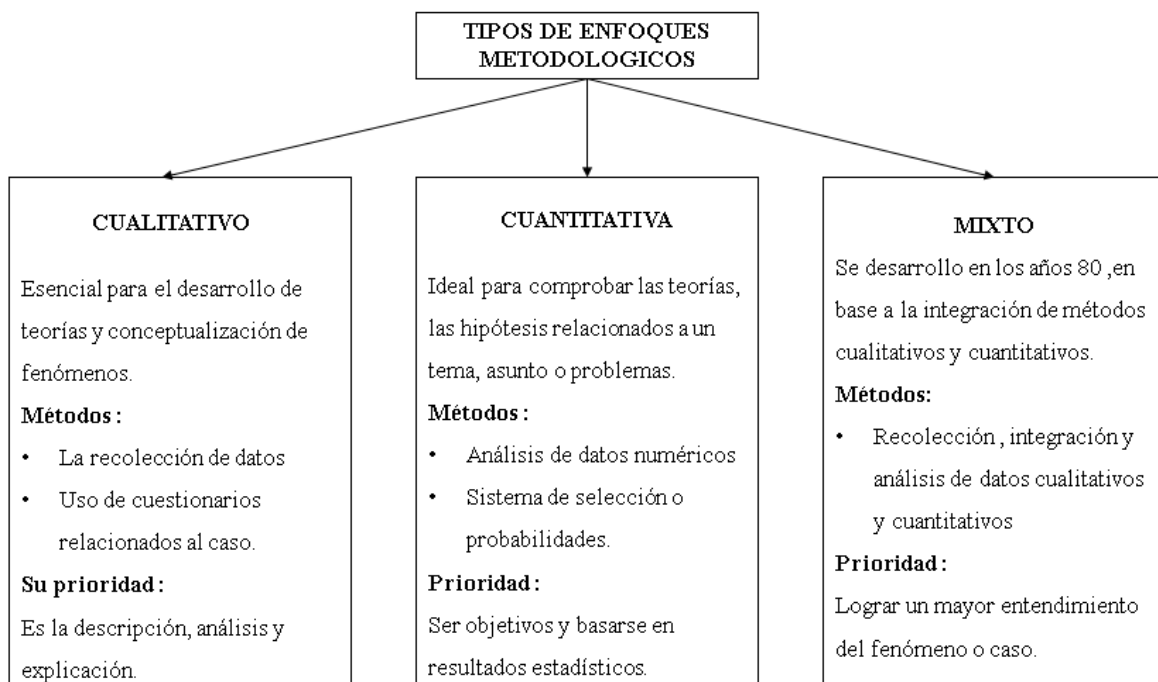 TIPOS DE ENFOQUES
METODOLOGICOS
CUALITATIVO
Esencial para el desarrollo de
teorías y conceptualización de
fenómenos.
Métodos :
• La recolección de datos
• Uso de cuestionarios
relacionados al caso.
Su prioridad :
Es la descripción, análisis y
explicación.
CUANTITATIVA
Ideal para comprobar las teorías,
las hipótesis relacionados a un
tema, asunto o problemas.
Métodos :
• Análisis de datos numéricos
• Sistema de selección o
probabilidades.
Prioridad :
Ser objetivos y basarse en
resultados estadísticos.
MIXTO
Se desarrollo en los años 80 ,en
base a la integración de métodos
cualitativos y cuantitativos.
Métodos:
• Recolección , integración y
análisis de datos cualitativos
y cuantitativos
Prioridad :
Lograr un mayor entendimiento
del fenómeno o caso.